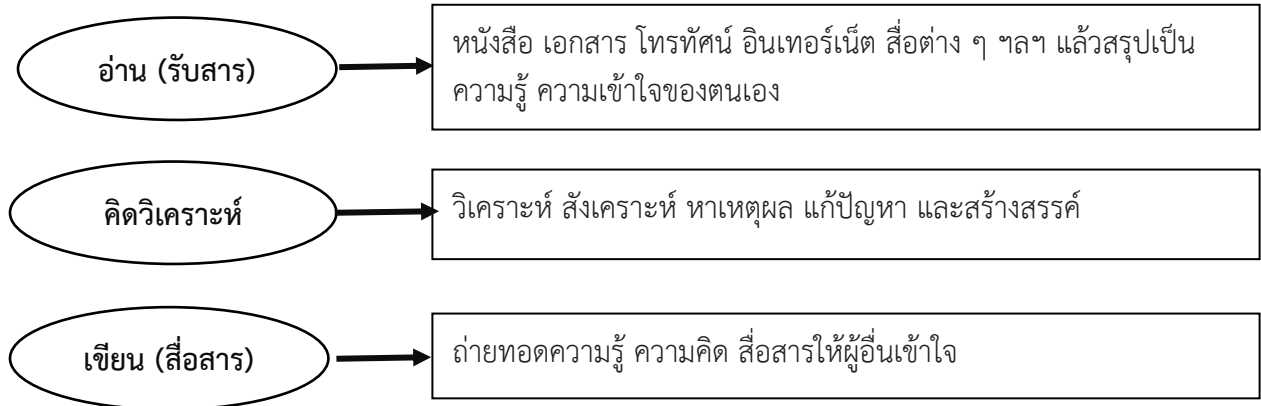 อ่าน (รับสาร)
หนังสือ เอกสาร โทรทัศน์ อินเทอร์เน็ต สื่อต่าง ๆ ฯลฯ แล้วสรุปเป็น
ความรู้ ความเข้าใจของตนเอง
คิดวิเคราะห์
วิเคราะห์ สังเคราะห์ หาเหตุผล แก้ปัญหา และสร้างสรรค์
เขียน (สื่อสาร)
ถ่ายทอดความรู้ ความคิด สื่อสารให้ผู้อื่นเข้าใจ